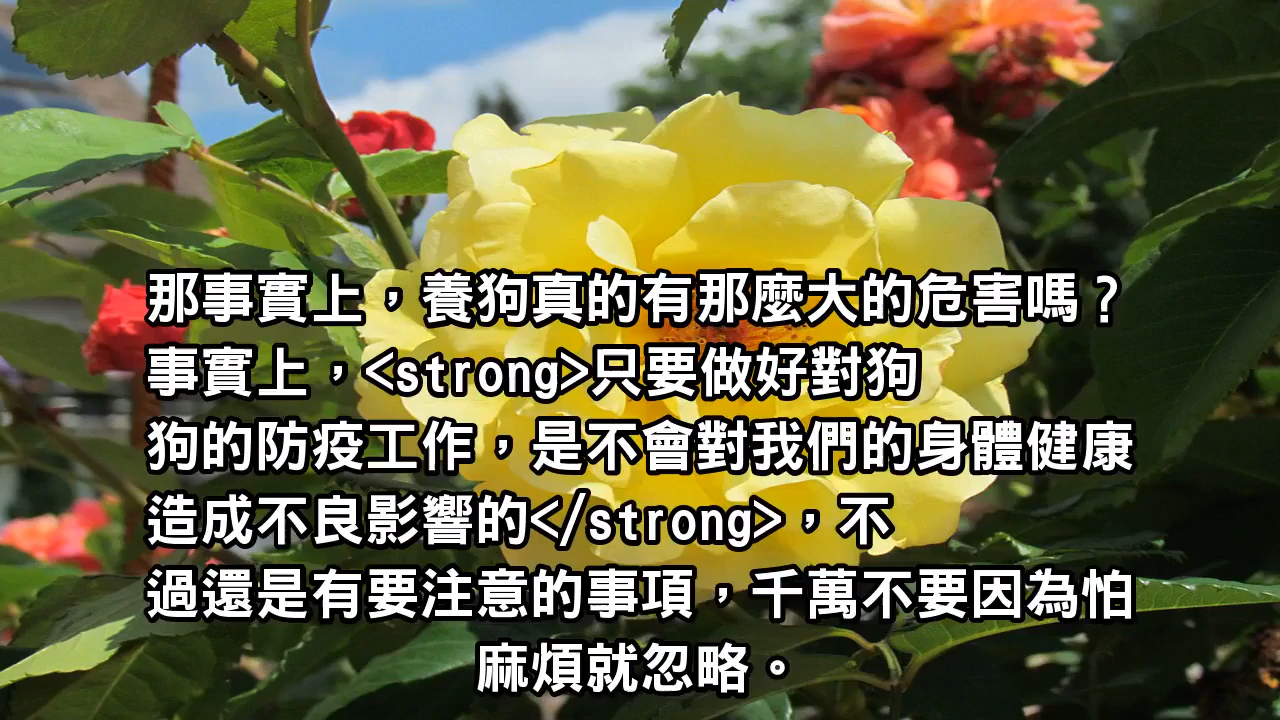 那事實上，養狗真的有那麼大的危害嗎？
事實上，<strong>只要做好對狗
狗的防疫工作，是不會對我們的身體健康
造成不良影響的</strong>，不
過還是有要注意的事項，千萬不要因為怕
麻煩就忽略。